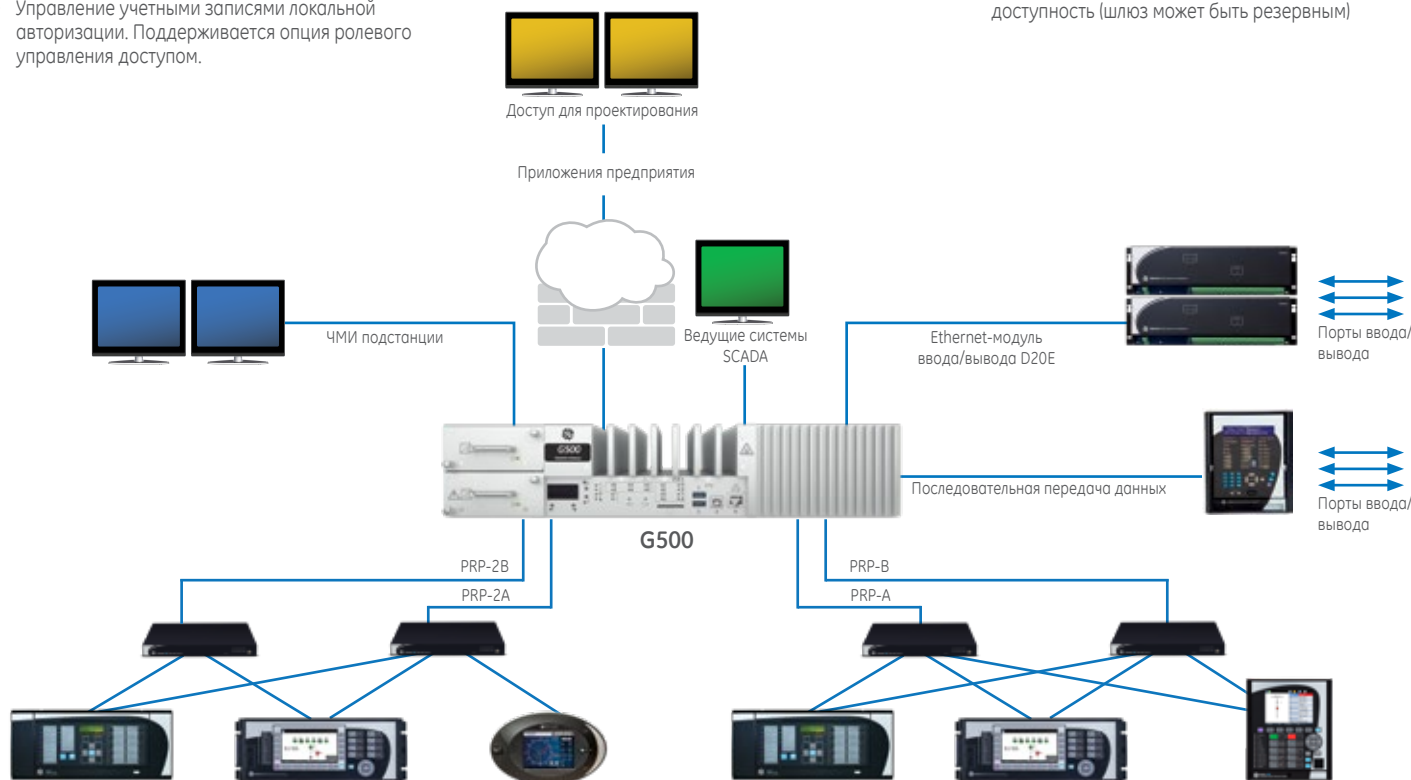 Управление учетными записями локальной
авторизации. Поддерживается опция ролевого
управления доступом.
доступность (шлюз может быть резервным)
Доступ для проектирования
Приложения предприятия
ЧМИ подстанции
Ведущие системы
SCADA
Ethernet-модуль
ввода/вывода D20E
Порты ввода/
вывода
G500
Последовательная передача данных
Порты ввода/
вывода
G500
PRP-2B
PRP-B
PRP-2A
PRP-A